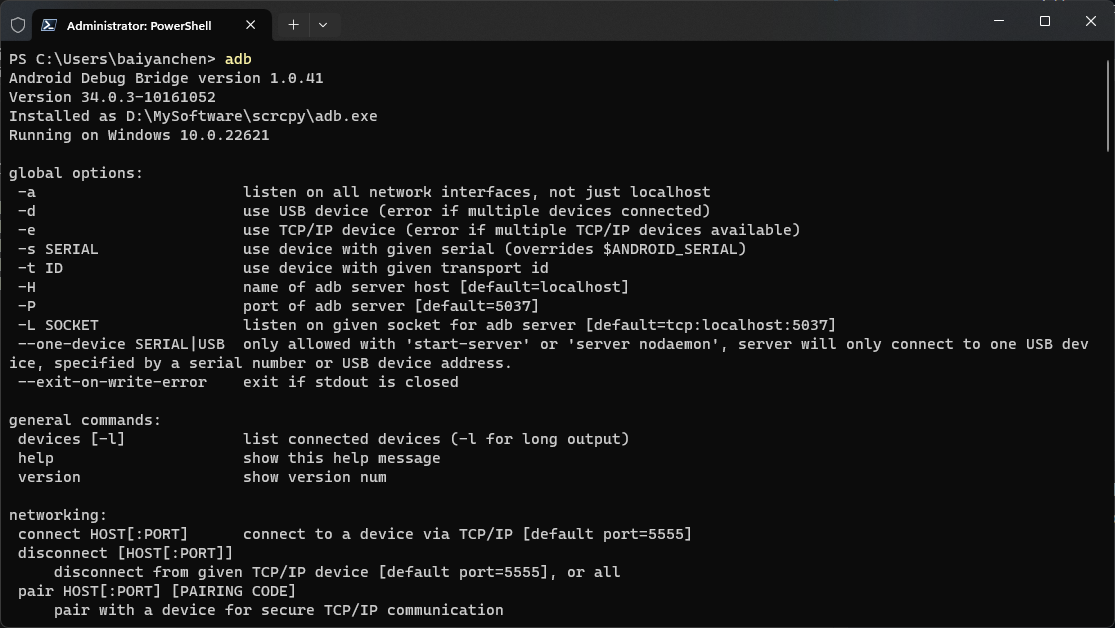 Administrator: PowerShell
PS C:\Users\baiyanchen> adb
Android Debug Bridge version 1.0.41
Version 34.0.3-10161052
Installed as D:\MySoftware\scrcpy\adb.exe
Running on Windows 10.0.22621
global options:
 -a                       listen on all network interfaces, not just localhost
 -d                       use USB device (error if multiple devices connected)
 -e                       use TCP/IP device (error if multiple TCP/IP devices available)
 -s SERIAL                use device with given serial (overrides $ANDROID_SERIAL)
 -t ID                    use device with given transport id
 -H                       name of adb server host [default=localhost]
 -P                       port of adb server [default=5037]
 -L SOCKET                listen on given socket for adb server [default=tcp:localhost:5037]
 --one-device SERIAL|USB  only allowed with 'start-server' or 'server nodaemon', server will only connect to one USB dev
ice, specified by a serial number or USB device address.
 --exit-on-write-error    exit if stdout is closed
general commands:
 devices [-l]             list connected devices (-l for long output)
 help                     show this help message
 version                  show version num
networking:
 connect HOST[:PORT]      connect to a device via TCP/IP [default port=5555]
 disconnect [HOST[:PORT]]
     disconnect from given TCP/IP device [default port=5555], or all
 pair HOST[:PORT] [PAIRING CODE]
     pair with a device for secure TCP/IP communication